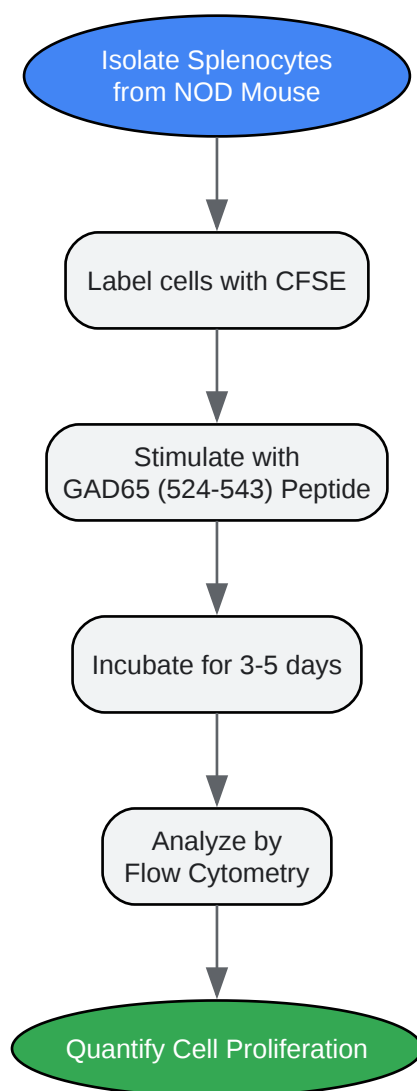 Isolate Splenocytes
from NOD Mouse
Label cells with CFSE
Stimulate with
GAD65 (524-543) Peptide
Incubate for 3-5 days
Analyze by
Flow Cytometry
Quantify Cell Proliferation